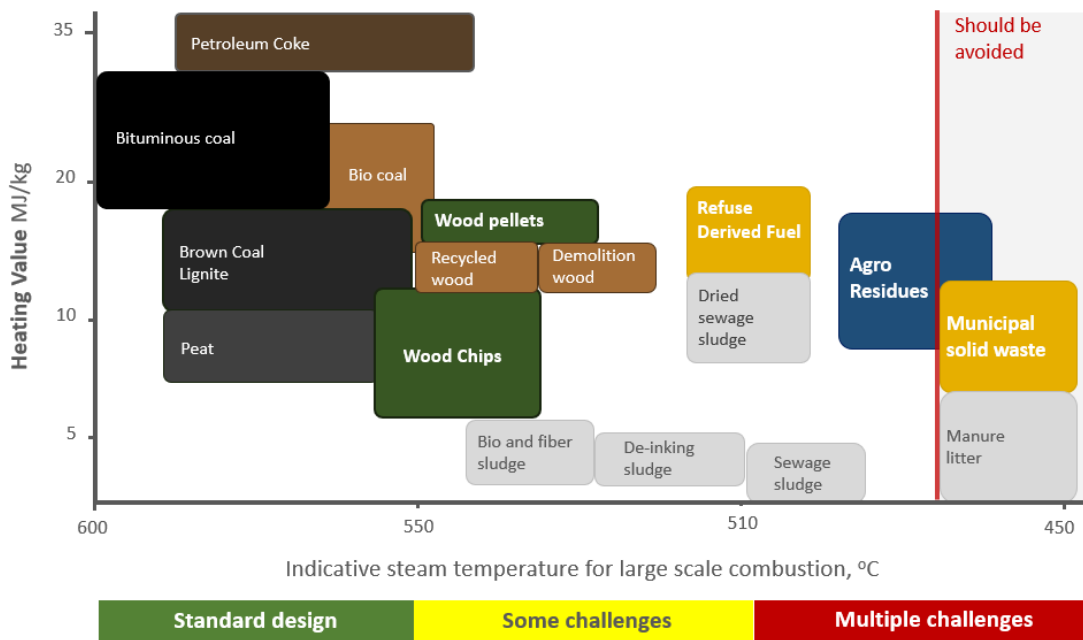 35
Should be
avoided
Petroleum Coke
Bituminous coal
Bio coal
20
Wood pellets
Refuse
Derived Fuel
Brown Coal
Lignite
Recycled
wood
Demolition
wood
Agro
Residues
Dried
sewage
sludge
10
Peat
Wood Chips
Municipal
solid waste
5
Bio and fiber
sludge
De-inking
sludge
Sewage
sludge
Manure
litter
Heating Value MJ/kg
600
550
510
450
Indicative steam temperature for large scale combustion, ⁰C
Standard design
Some challenges
Multiple challenges